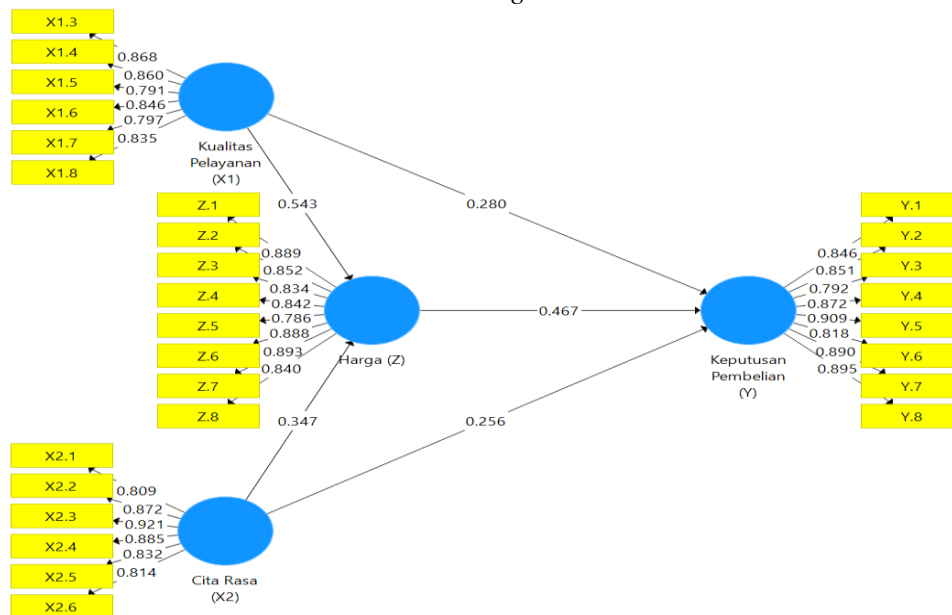 X1.3
X1.4
X1.5
X1.6
X1.7
X1.8
0.868
0.860
0.791
0.846
0.797
0.835
Kualitas
Pelayanan
(X1)
0.543
0.280
Z.1
Z.2
Z.3
Z.4
Z.5
Z.6
Z.7
Z.8
0.889
0.852
0.834
0.842
0.786
0.888
0.893
0.840
Harga (Z)
0.467
Y.1
Y.2
Y.3
Y.4
Y.5
Y.6
Y.7
Y.8
0.846
0.851
0.792
0.872
0.909
0.818
0.890
0.895
Keputusan
Pembelian
(Y)
0.347
0.256
X2.1
X2.2
X2.3
X2.4
X2.5
X2.6
0.809
0.872
0.921
0.885
0.832
0.814
Cita Rasa
(X2)